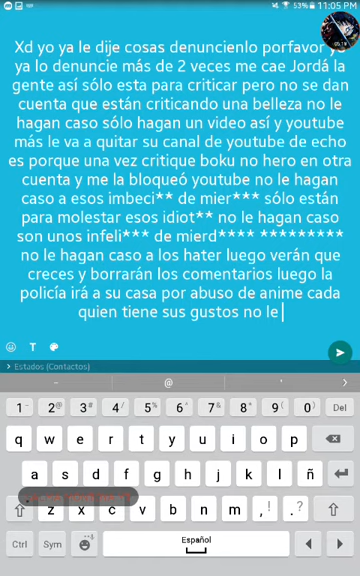 53% 11:05 PM
Xd yo ya le dije cosas denuncienlo porfavor yo
ya lo denuncie más de 2 veces me cae Jordá la
gente así sólo esta para criticar pero no se dan
cuenta que están criticando una belleza no le
hagan caso sólo hagan un video así y youtube
más le va a quitar su canal de youtube de echo
es porque una vez critique boku no hero en otra
cuenta y me la bloqueó youtube no le hagan
caso a esos imbeci** de mier*** sólo están
para molestar esos idiot** no le hagan caso
son unos infeli*** de mierd**** *********
no le hagan caso a los hater luego verán que
creces y borrarán los comentarios luego la
policía irá a su casa por abuso de anime cada
quien tiene sus gustos no le
T
> Estados (Contactos)
- @ '
1 2@ 3# 4/ 5% 6^ 7& 8* 9( 0) Del
q w e r t y u i o p
a s d f g h j k l ñ
z x c v b n m , ! . ?
Ctrl Sym Español